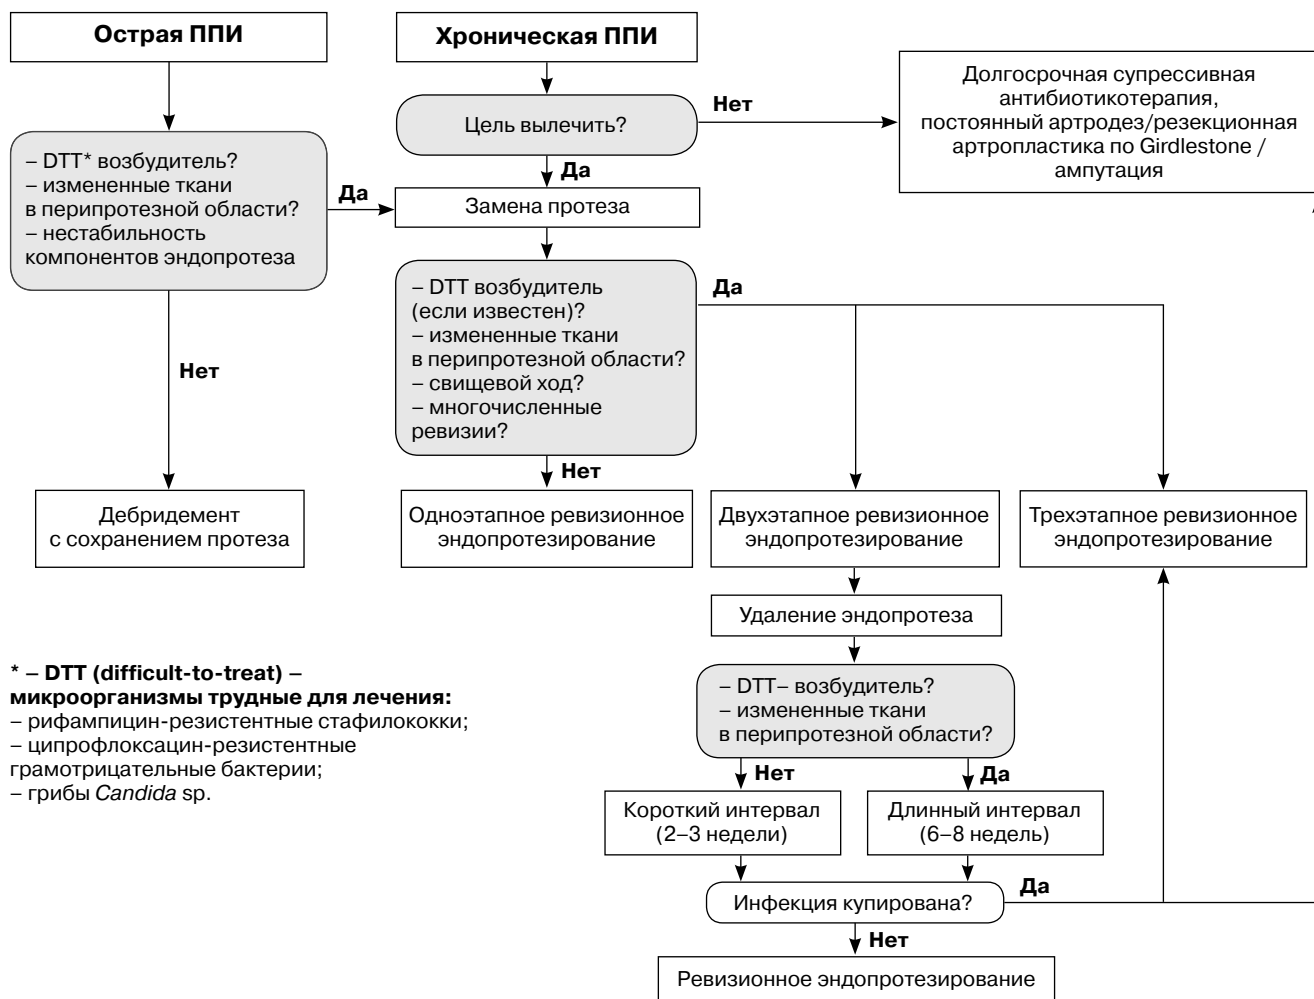 Острая ППИ
Хроническая ППИ
Цель вылечить?
Нет
Долгосрочная супрессивная
антибиотикотерапия,
постоянный артродез/резекционная
артропластика по Girdlestone /
ампутация
– DTT* возбудитель?
– измененные ткани
в перипротезной области?
– нестабильность
компонентов эндопротеза
Да
Да
Замена протеза
– DTT возбудитель
(если известен)?
– измененные ткани
в перипротезной области?
– свищевой ход?
– многочисленные
ревизии?
Да
Нет
Нет
Дебридемент
с сохранением протеза
Одноэтапное ревизионное
эндопротезирование
Двухэтапное ревизионное
эндопротезирование
Трехэтапное ревизионное
эндопротезирование
Удаление эндопротеза
– DTT– возбудитель?
– измененные ткани
в перипротезной области?
Нет
Да
Короткий интервал
(2–3 недели)
Длинный интервал
(6–8 недель)
Инфекция купирована?
Да
Нет
Ревизионное эндопротезирование
* – DTT (difficult-to-treat) –
микроорганизмы трудные для лечения:
– рифампицин-резистентные стафилококки;
– ципрофлоксацин-резистентные
грамотрицательные бактерии;
– грибы Candida sp.